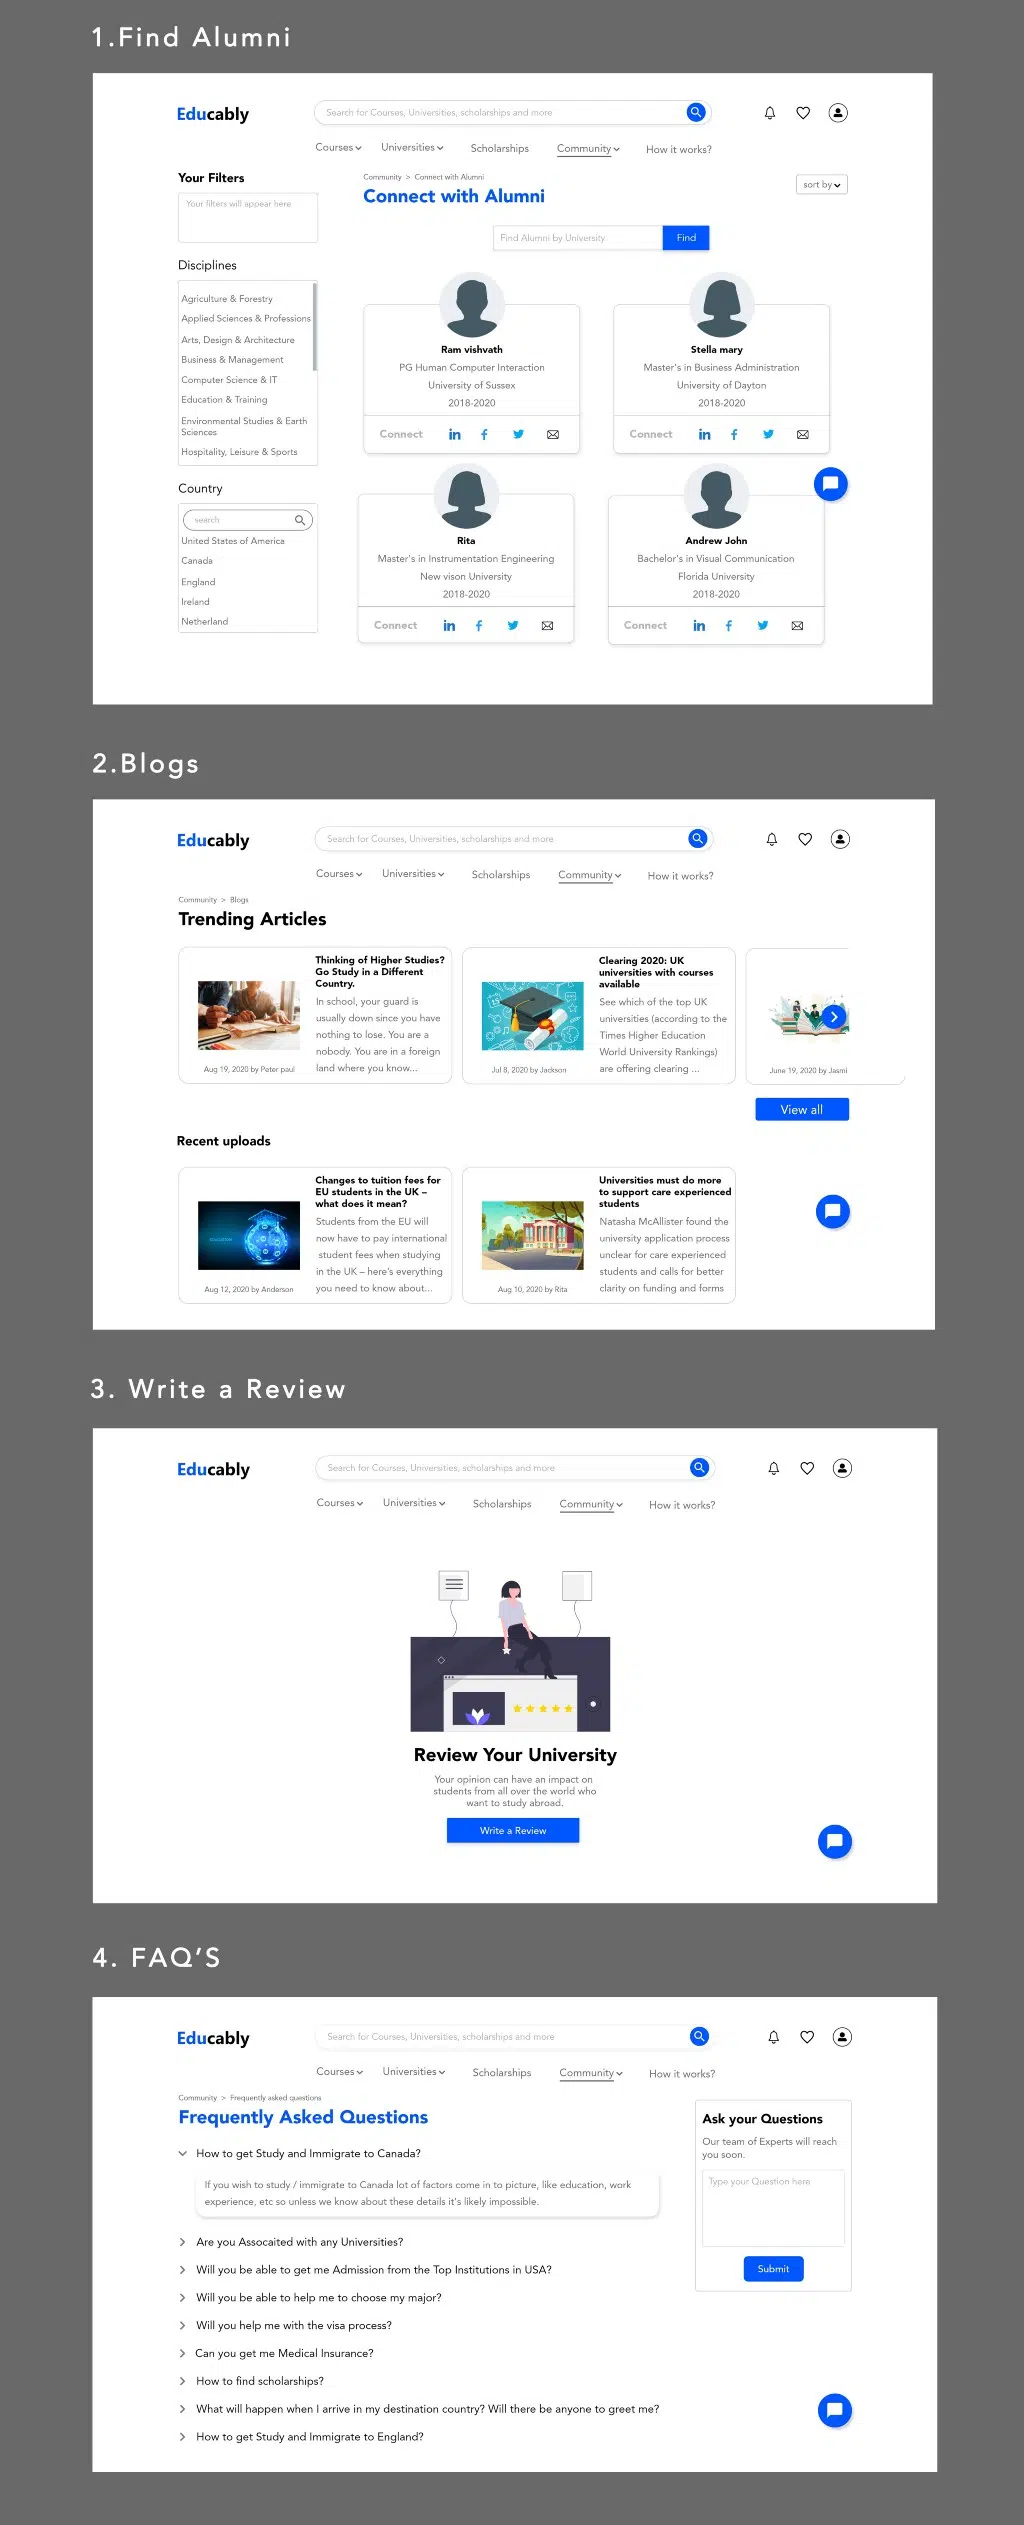 1.Find Alumni
Educably
Search for Courses, Universities, scholarships and more
Courses
Universities
Scholarships
Community
How it works?
Your Filters
Your filters will appear here
Disciplines
Agriculture & Forestry
Applied Sciences & Professions
Arts, Design & Architecture
Business & Management
Computer Science & IT
Education & Training
Environmental Studies & Earth
Sciences
Hospitality, Leisure & Sports
Country
search
United States of America
Canada
England
Ireland
Netherland
Community > Connect with Alumni
Connect with Alumni
sort by
Find Alumni by University
Find
Ram vishvath
PG Human Computer Interaction
University of Sussex
2018-2020
Connect
Stella mary
Master's in Business Administration
University of Dayton
2018-2020
Connect
Rita
Master's in Instrumentation Engineering
New vison University
2018-2020
Connect
Andrew John
Bachelor's in Visual Communication
Florida University
2018-2020
Connect
2.Blogs
Educably
Search for Courses, Universities, scholarships and more
Courses
Universities
Scholarships
Community
How it works?
Community > Blogs
Trending Articles
Thinking of Higher Studies?
Go Study in a Different
Country.
In school, your guard is
usually down since you have
nothing to lose. You are a
nobody. You are in a foreign
land where you know...
Aug 19, 2020 by Peter paul
Clearing 2020: UK
universities with courses
available
See which of the top UK
universities (according to the
Times Higher Education
World University Rankings)
are offering clearing ...
Jul 8, 2020 by Jackson
June 19, 2020 by Jasmi
View all
Recent uploads
Changes to tuition fees for
EU students in the UK –
what does it mean?
Students from the EU will
now have to pay international
student fees when studying
in the UK – here's everything
you need to know about...
Aug 12, 2020 by Anderson
Universities must do more
to support care experienced
students
Natasha McAllister found the
university application process
unclear for care experienced
students and calls for better
clarity on funding and forms
Aug 10, 2020 by Rita
3. Write a Review
Educably
Search for Courses, Universities, scholarships and more
Courses
Universities
Scholarships
Community
How it works?
Review Your University
Your opinion can have an impact on
students from all over the world who
want to study abroad.
Write a Review
4. FAQ'S
Educably
Search for Courses, Universities, scholarships and more
Courses
Universities
Scholarships
Community
How it works?
Community > Frequently asked questions
Frequently Asked Questions
How to get Study and Immigrate to Canada?
If you wish to study / immigrate to Canada lot of factors come in to picture, like education, work
experience, etc so unless we know about these details it's likely impossible.
Are you Assocaited with any Universities?
Will you be able to get me Admission from the Top Institutions in USA?
Will you be able to help me to choose my major?
Will you help me with the visa process?
Can you get me Medical Insurance?
How to find scholarships?
What will happen when I arrive in my destination country? Will there be anyone to greet me?
How to get Study and Immigrate to England?
Ask your Questions
Our team of Experts will reach
you soon.
Type your Question here
Submit